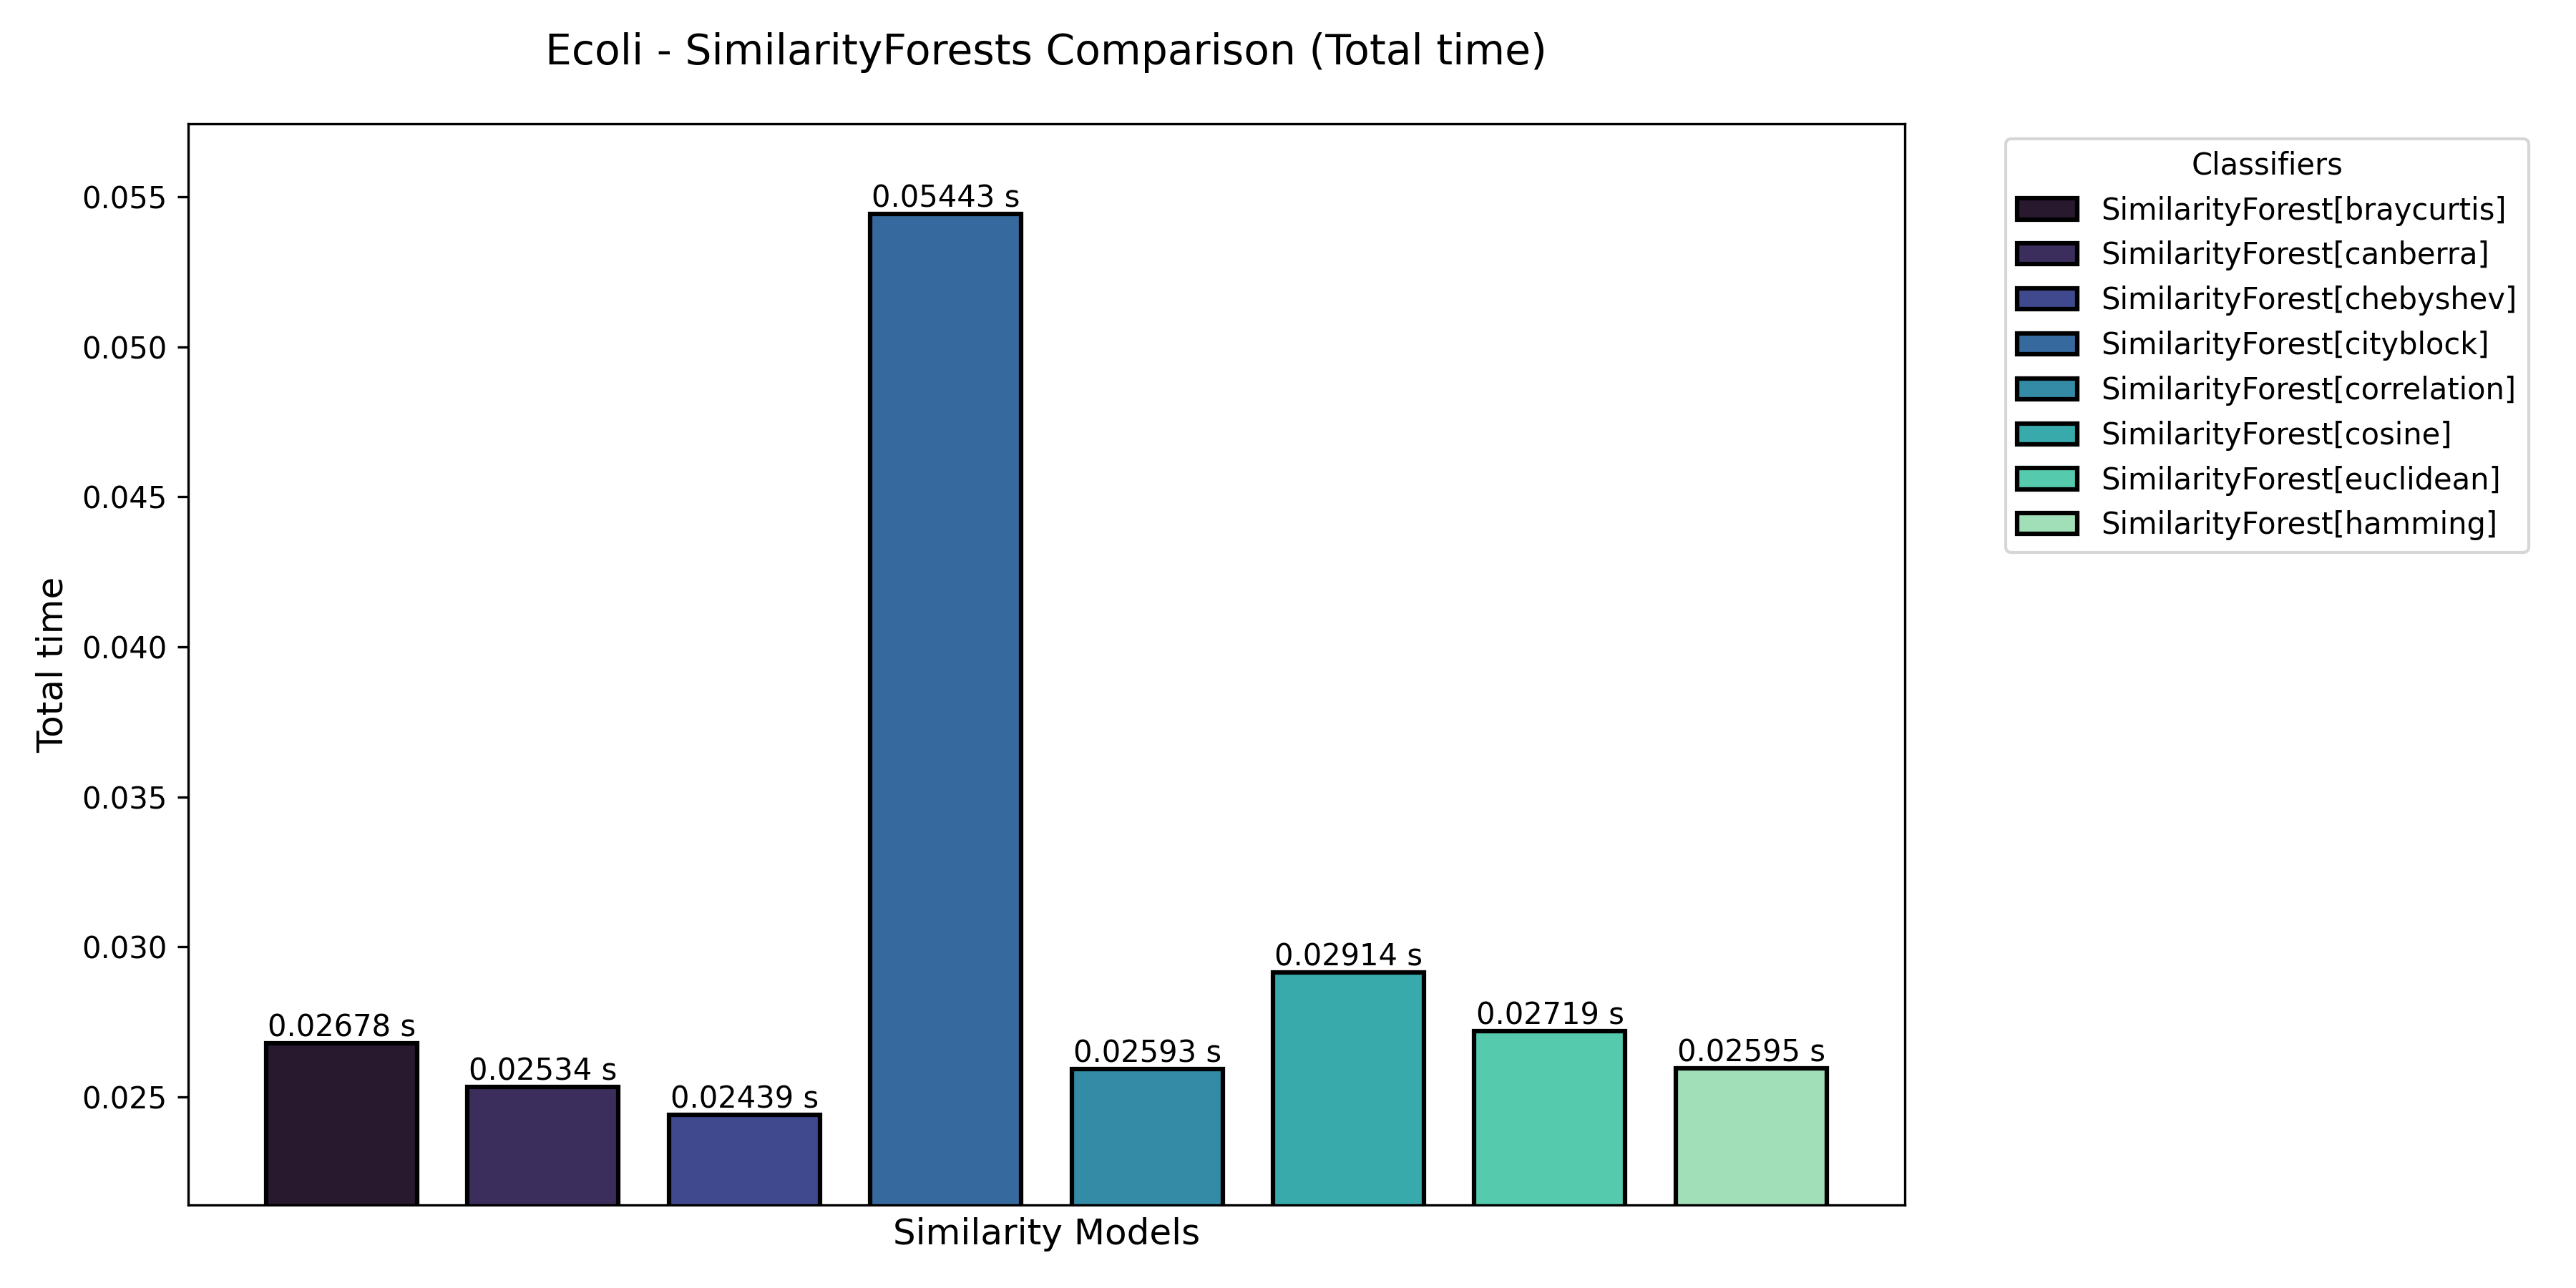 Ecoli - SimilarityForests Comparison (Total time)
Total time
0.055
0.050
0.045
0.040
0.035
0.030
0.025
0.02678 s
0.02534 s
0.02439 s
0.05443 s
0.02593 s
0.02914 s
0.02719 s
0.02595 s
Similarity Models
Classifiers
SimilarityForest[braycurtis]
SimilarityForest[canberra]
SimilarityForest[chebyshev]
SimilarityForest[cityblock]
SimilarityForest[correlation]
SimilarityForest[cosine]
SimilarityForest[euclidean]
SimilarityForest[hamming]